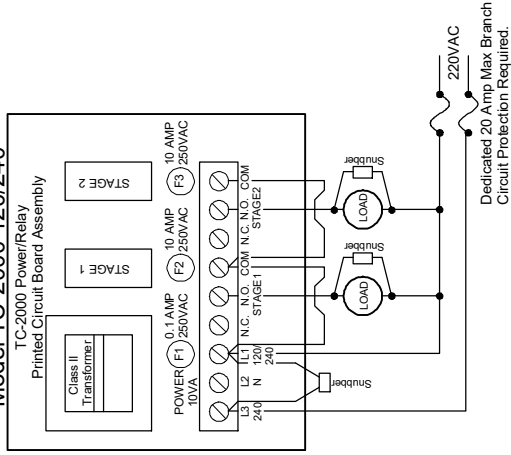 Model TC-2000 120/240
TC-2000 Power/Relay
Printed Circuit Board Assembly
Class II
Transformer
STAGE 1
STAGE 2
POWER
10VA
F1
0.1 AMP
250VAC
F2
10 AMP
250VAC
F3
10 AMP
250VAC
L3
240
L2
N
L1
120/
240
N.C.
N.O.
COM
STAGE1
N.C.
N.O.
COM
STAGE2
Snubber
LOAD
Snubber
LOAD
Snubber
220VAC
Dedicated 20 Amp Max Branch
Circuit Protection Required.